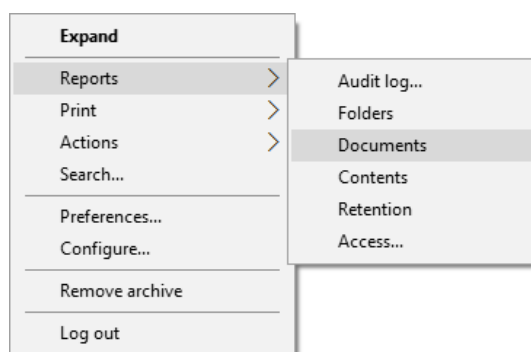 Expand
Reports
Print
Actions
Search...
Preferences...
Configure...
Remove archive
Log out
Audit log...
Folders
Documents
Contents
Retention
Access...